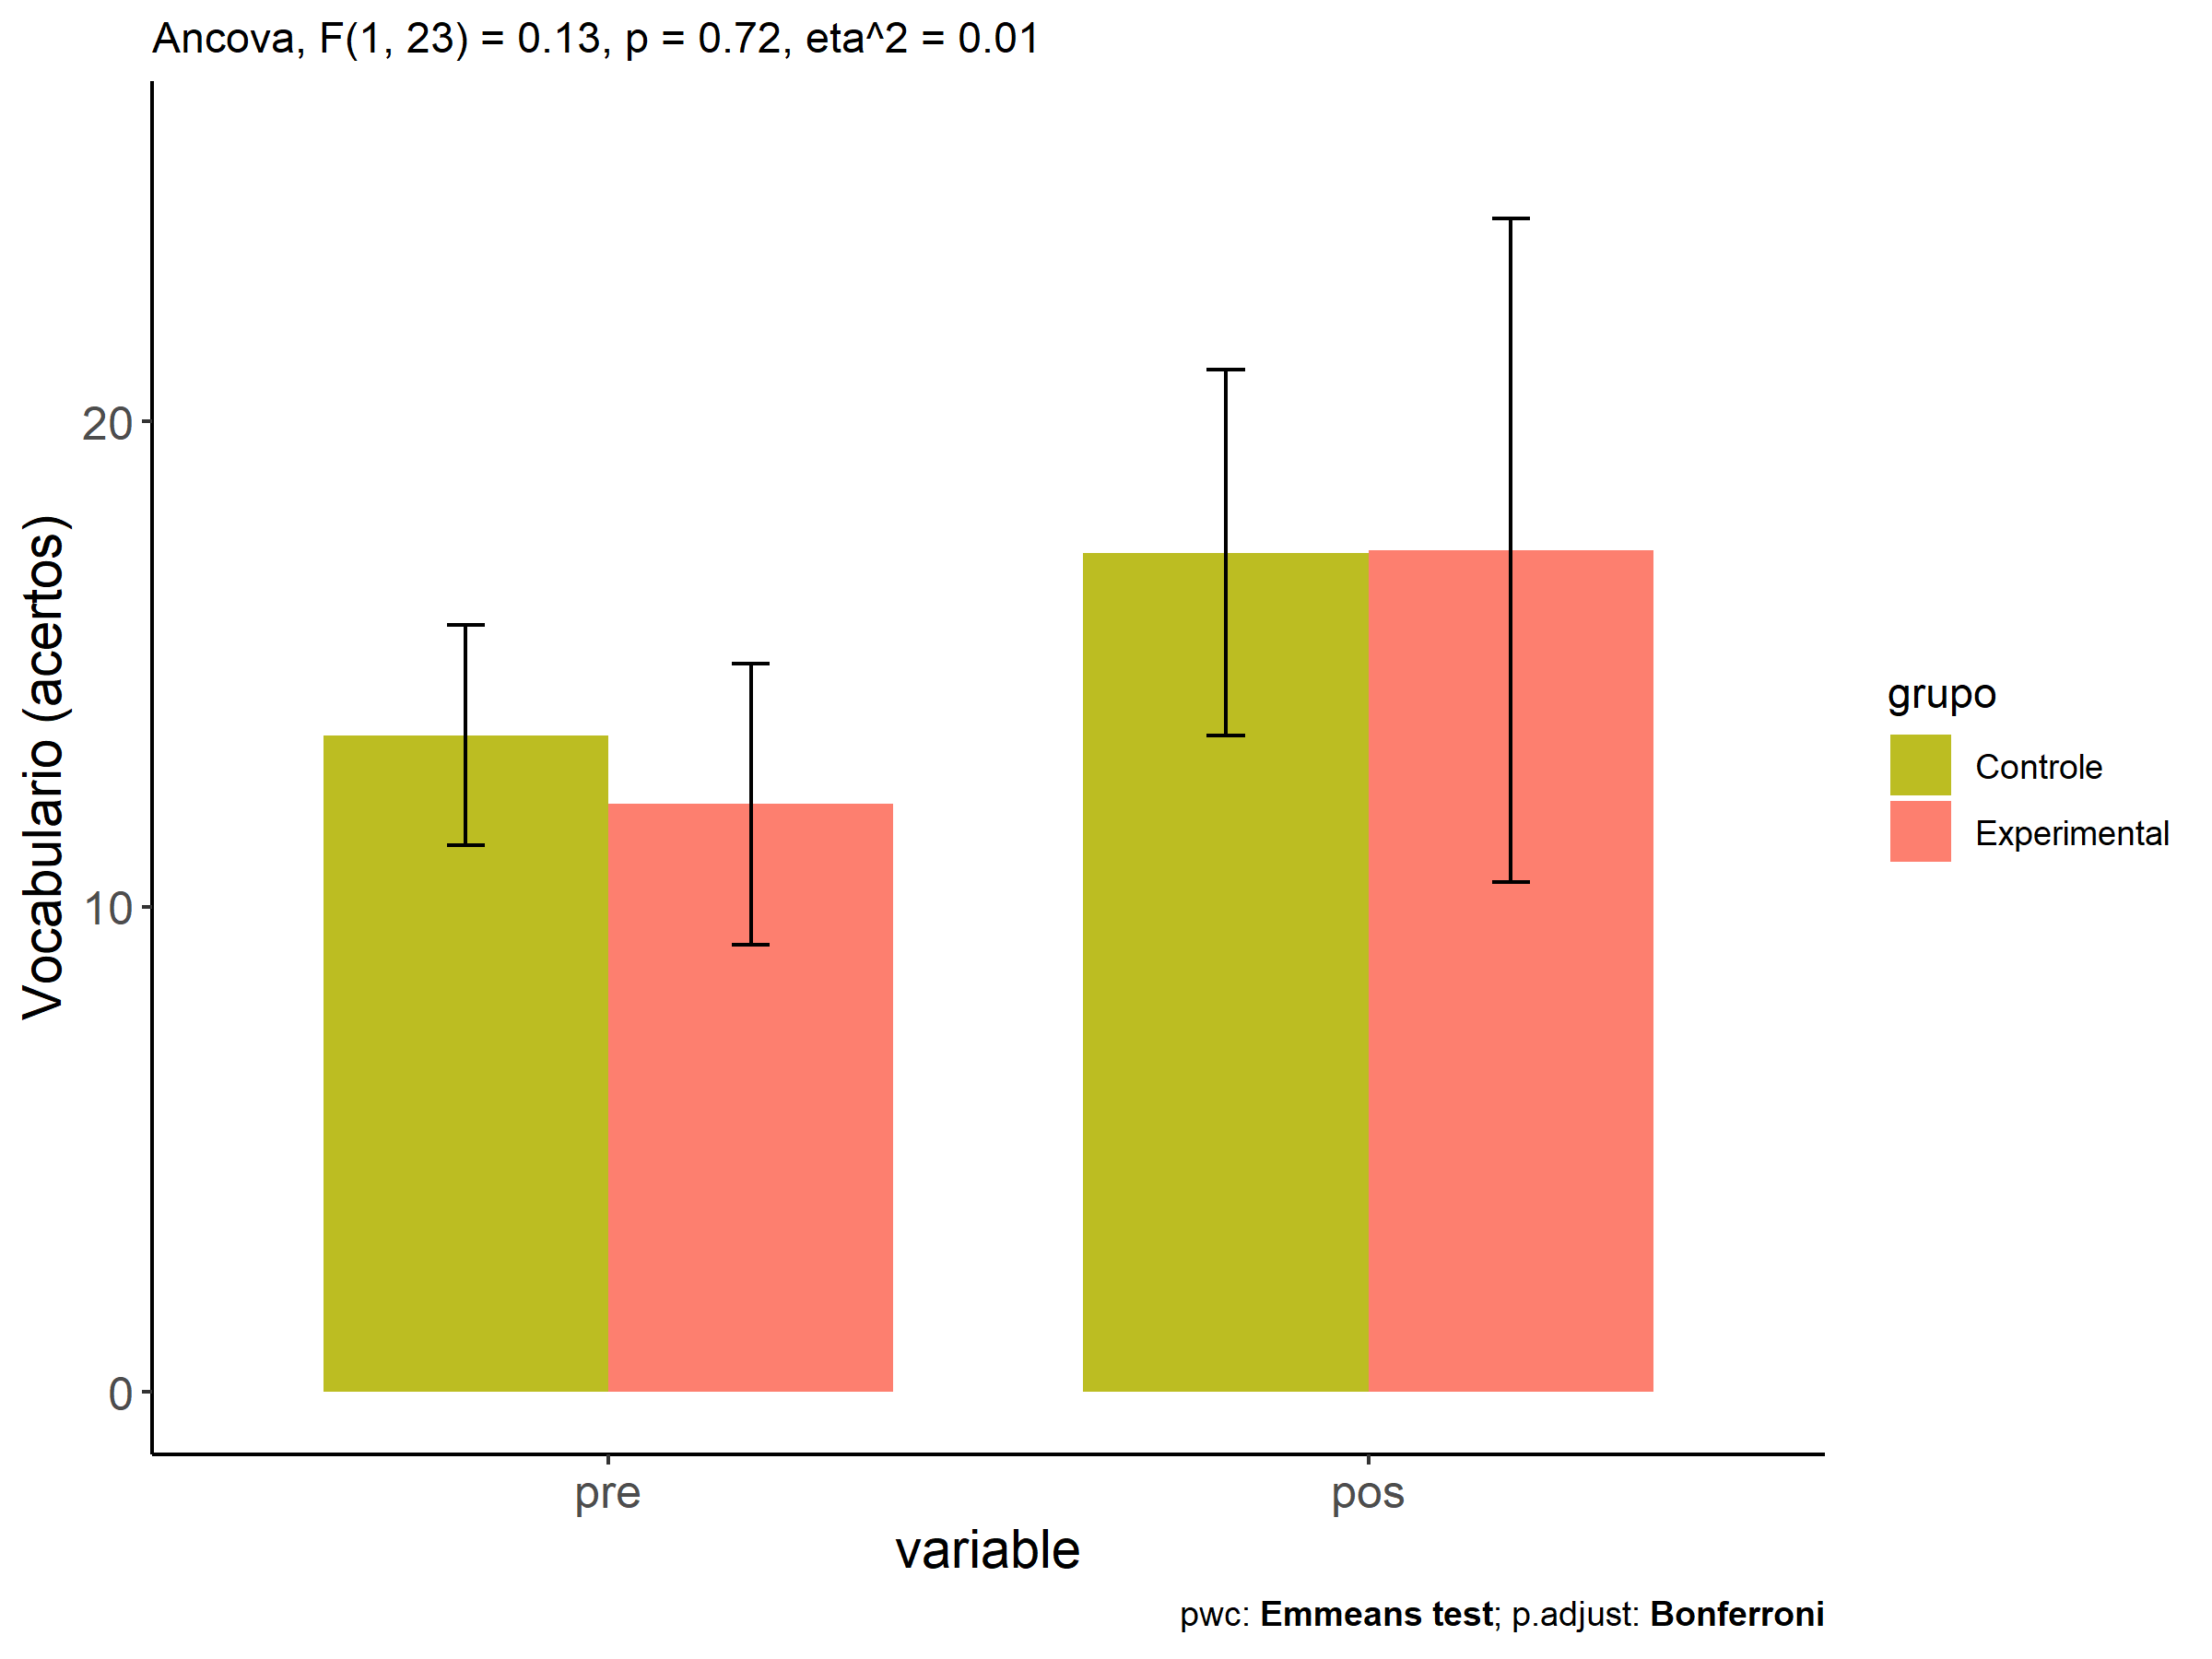 Ancova, F(1, 23) = 0.13, p = 0.72, eta^2 = 0.01
Vocabulario (acertos)
20
10
0
pre
pos
variable
grupo
Controle
Experimental
pwc: Emmeans test; p.adjust: Bonferroni